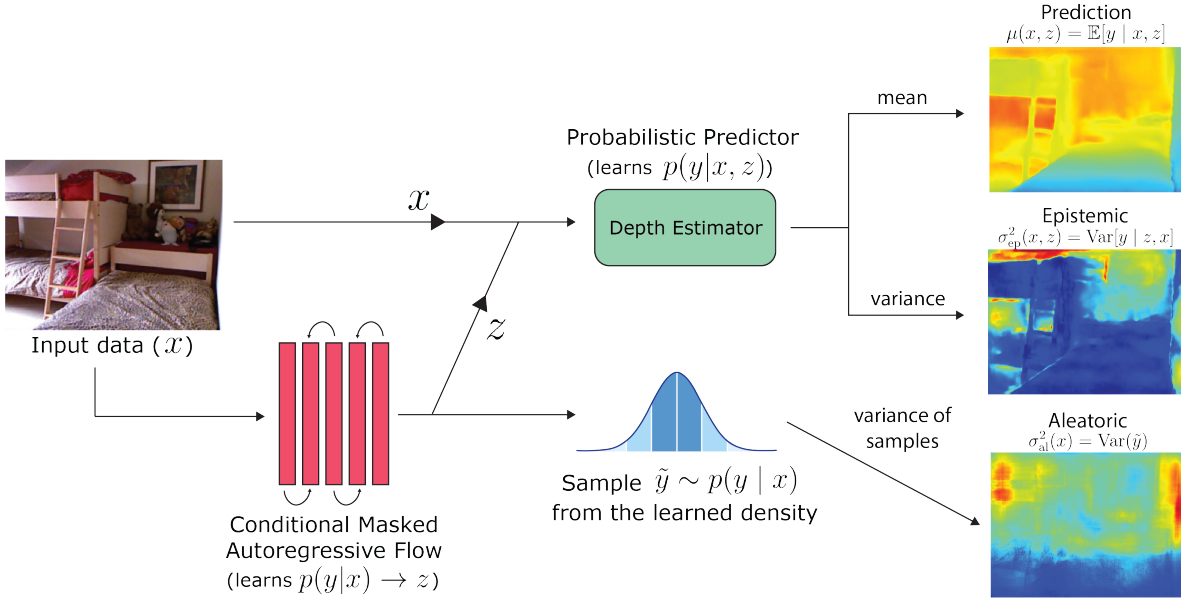 Prediction
μ(x, z) = 𝔼[y | x, z]
mean
Probabilistic Predictor
(learns p(y|x, z))
x
Depth Estimator
Epistemic
σ²ep(x, z) = Var[y | z, x]
variance
z
Input data (x)
Aleatoric
σ²al(x) = Var(ỹ)
variance of
samples
Sample ỹ ∼ p(y | x)
from the learned density
Conditional Masked
Autoregressive Flow
(learns p(y|x) → z)